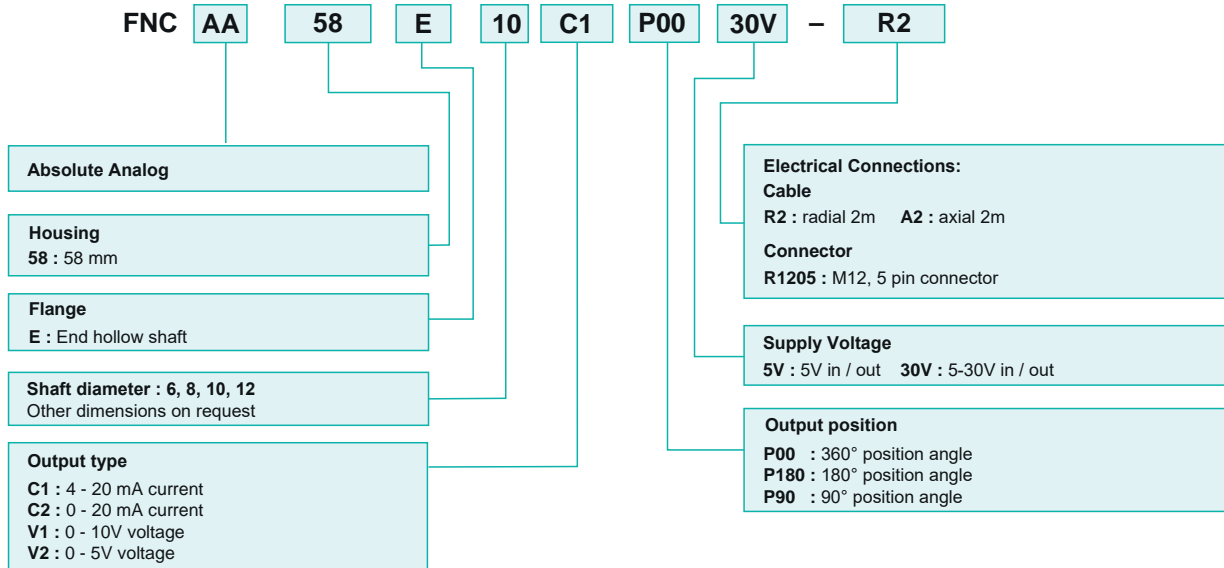 FNC AA 58 E 10 C1 P00 30V – R2
Absolute Analog
Housing
58 : 58 mm
Flange
E : End hollow shaft
Shaft diameter : 6, 8, 10, 12
Other dimensions on request
Output type
C1 : 4 - 20 mA current
C2 : 0 - 20 mA current
V1 : 0 - 10V voltage
V2 : 0 - 5V voltage
Electrical Connections:
Cable
R2 : radial 2m A2 : axial 2m
Connector
R1205 : M12, 5 pin connector
Supply Voltage
5V : 5V in / out 30V : 5-30V in / out
Output position
P00 : 360° position angle
P180 : 180° position angle
P90 : 90° position angle